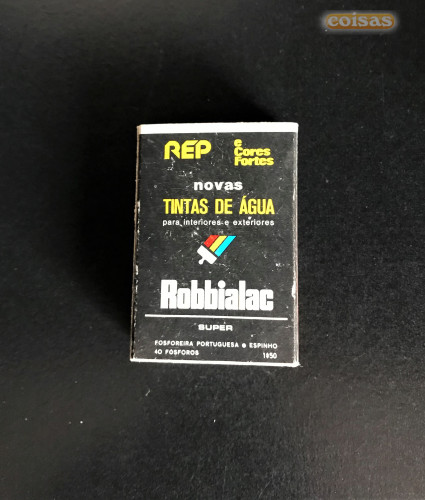 coisas
REP
e
Cores
Fortes
novas
TINTAS DE ÁGUA
para interiores e exteriores
Robbialac
SUPER
FOSFOREIRA PORTUGUESA • ESPINHO
40 FOSFOROS 1$50